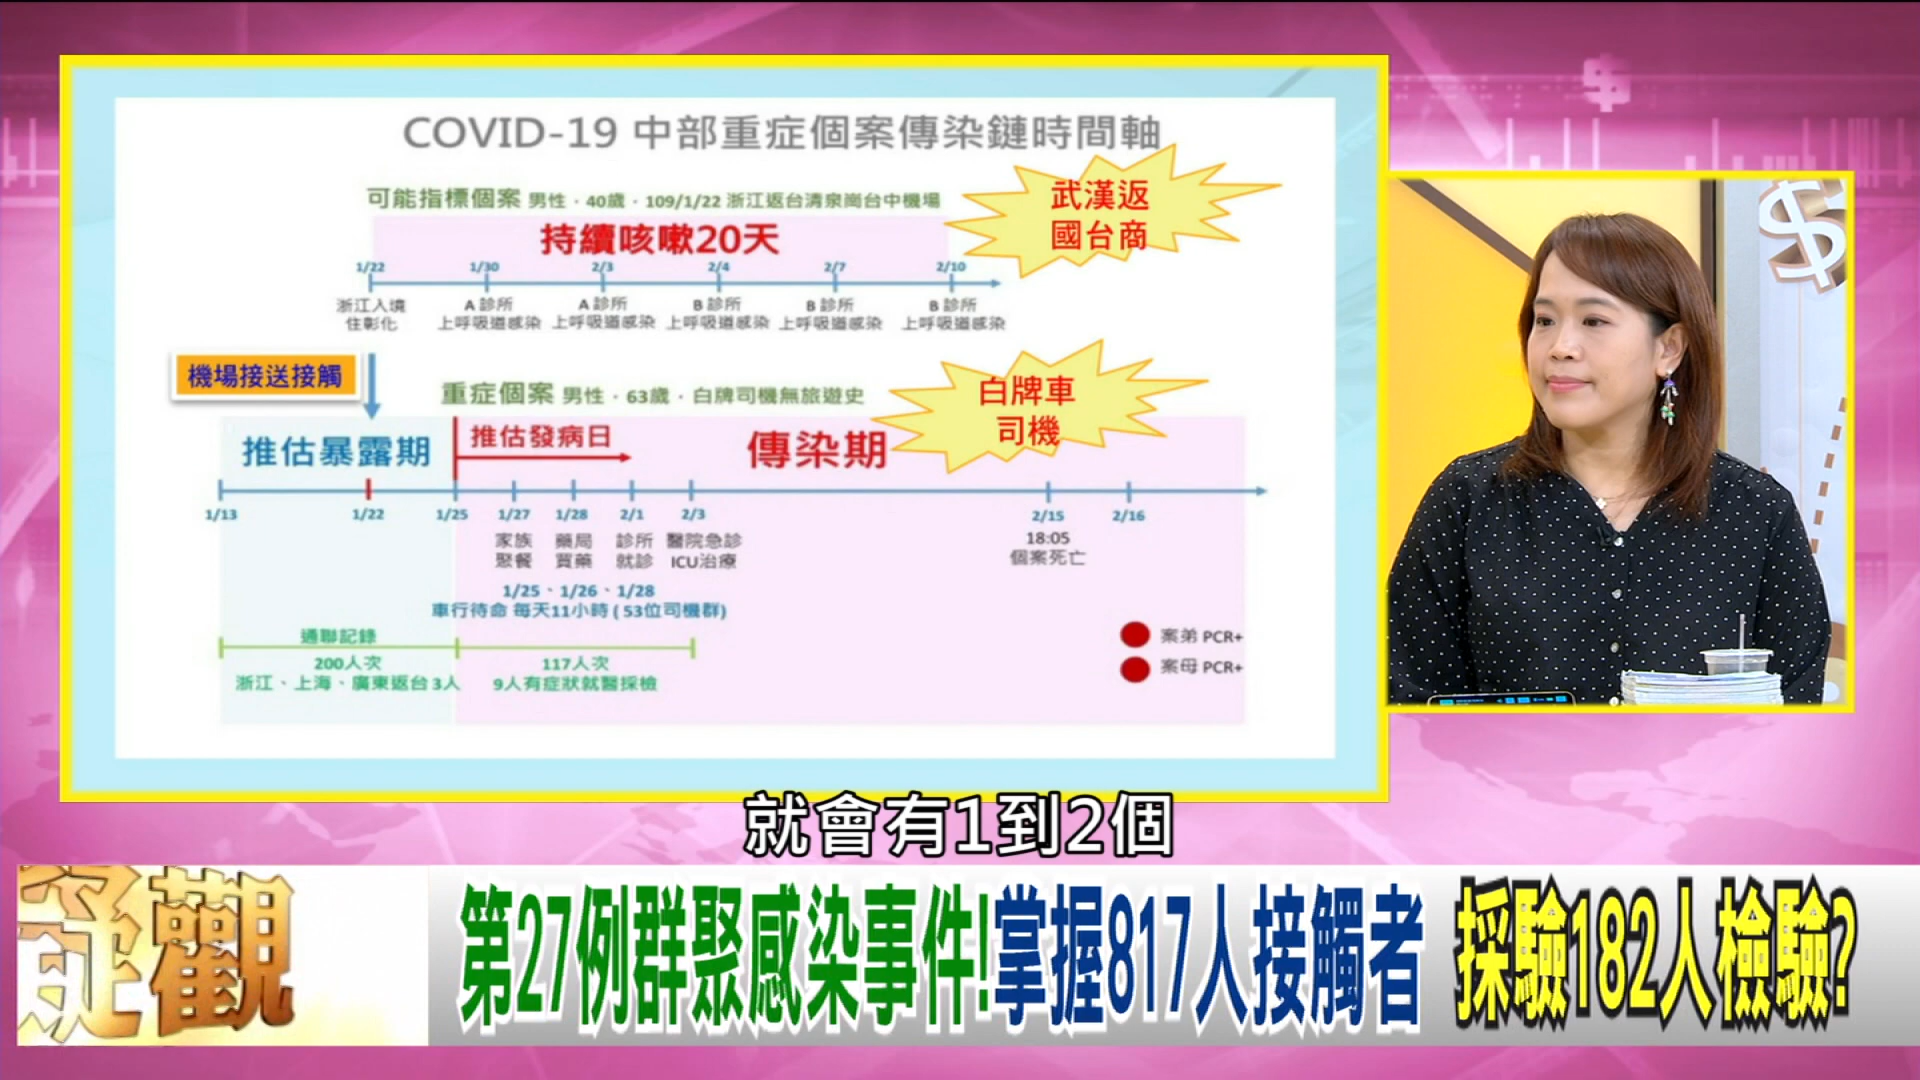 COVID-19 中部重症個案傳染鏈時間軸
可能指標個案 男性．40歲．109/1/22 浙江返台清泉崗台中機場
武漢返
國台商
持續咳嗽20天
1/22 1/30 2/3 2/4 2/7 2/10
浙江入境 A 診所 A 診所 B 診所 B 診所 B 診所
住彰化 上呼吸道感染 上呼吸道感染 上呼吸道感染 上呼吸道感染 上呼吸道感染
機場接送接觸
重症個案 男性．63歲．白牌司機無旅遊史
白牌車
司機
推估暴露期 推估發病日 傳染期
1/13 1/22 1/25 1/27 1/28 2/1 2/3 2/15 2/16
家族 藥局 診所 醫院急診 18:05
聚餐 買藥 就診 ICU治療 個案死亡
1/25、1/26、1/28
車行待命 每天11小時 ( 53位司機群)
通聯記錄
200人次 117人次
浙江、上海、廣東返台 3人 9人有症狀就醫採檢
案弟 PCR+
案母 PCR+
就會有1到2個
觀
第27例群聚感染事件!掌握817人接觸者 採驗182人檢驗?